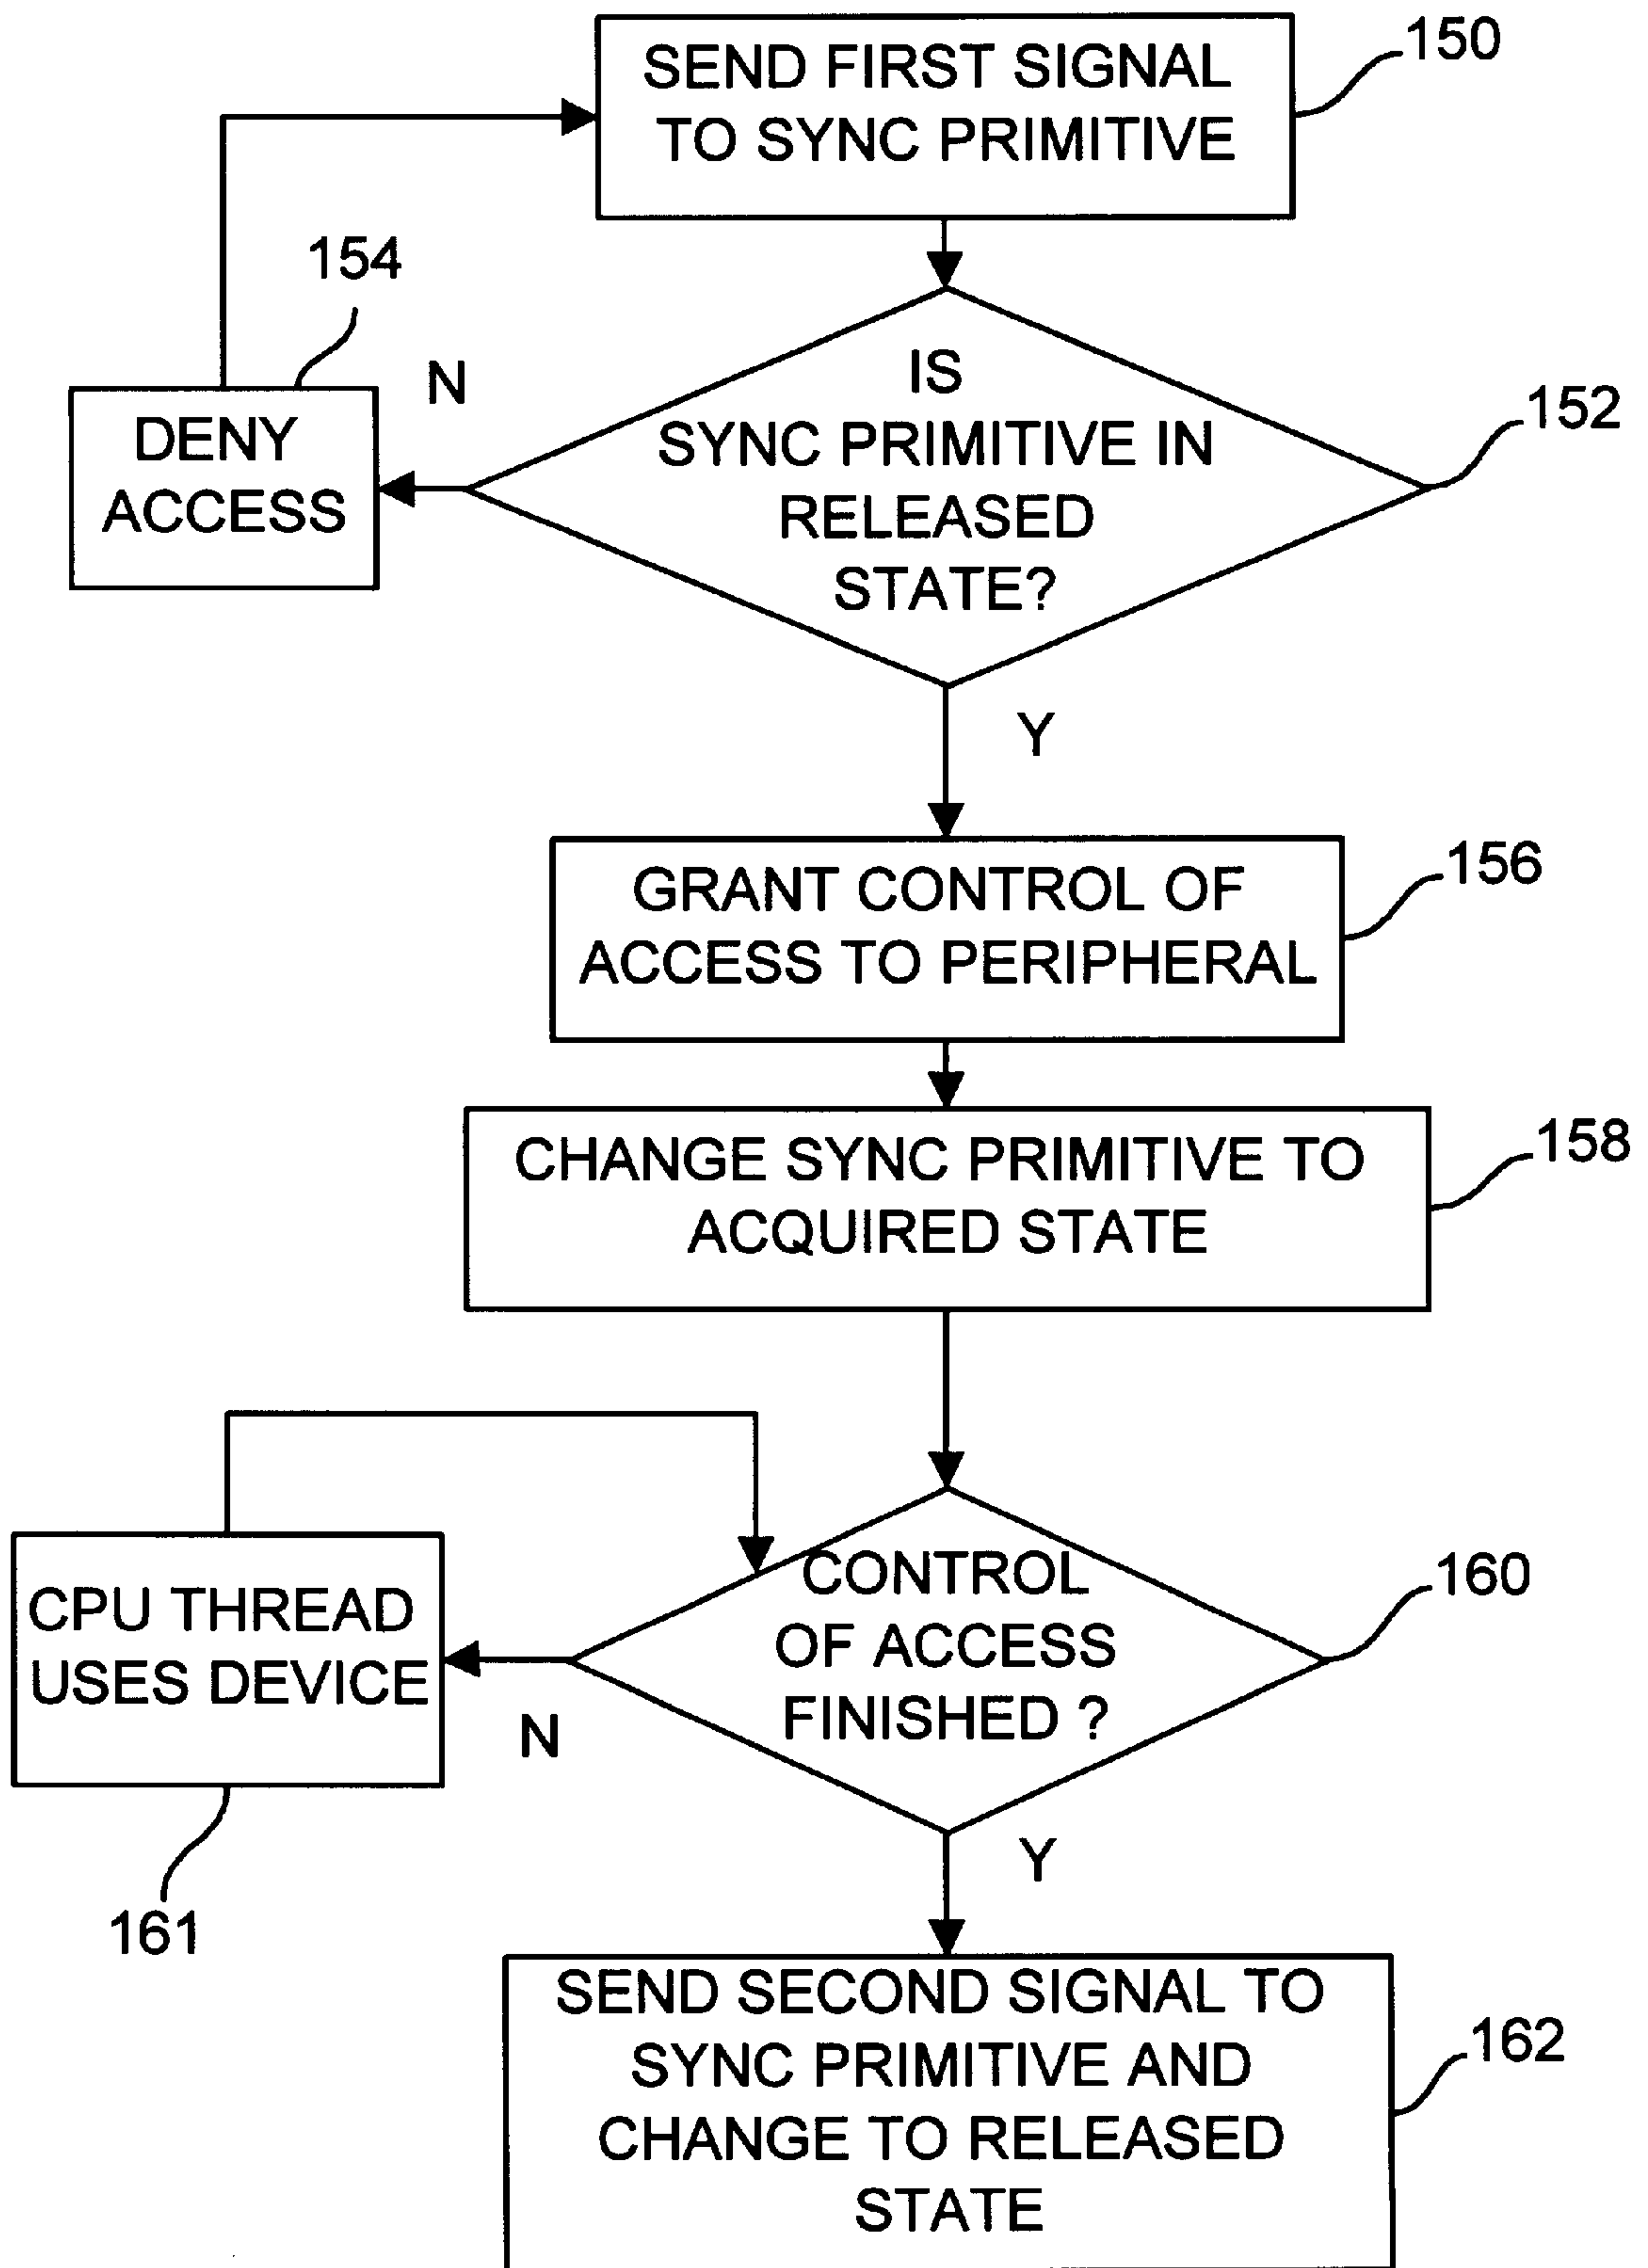 SEND FIRST SIGNAL
TO SYNC PRIMITIVE
150
154
N
DENY
ACCESS
IS
SYNC PRIMITIVE IN
RELEASED
STATE?
152
Y
GRANT CONTROL OF
ACCESS TO PERIPHERAL
156
CHANGE SYNC PRIMITIVE TO
ACQUIRED STATE
158
CONTROL
OF ACCESS
FINISHED ?
160
CPU THREAD
USES DEVICE
N
161
Y
SEND SECOND SIGNAL TO
SYNC PRIMITIVE AND
CHANGE TO RELEASED
STATE
162